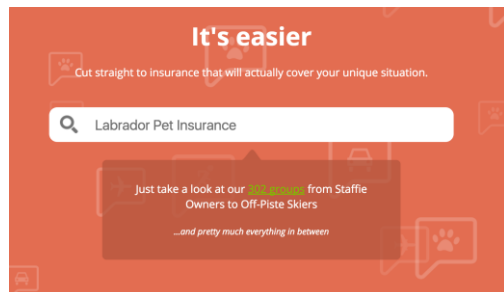 It's easier
Cut straight to insurance that will actually cover your unique situation.
Labrador Pet Insurance
Just take a look at our 302 groups from Staffie
Owners to Off-Piste Skiers
...and pretty much everything in between